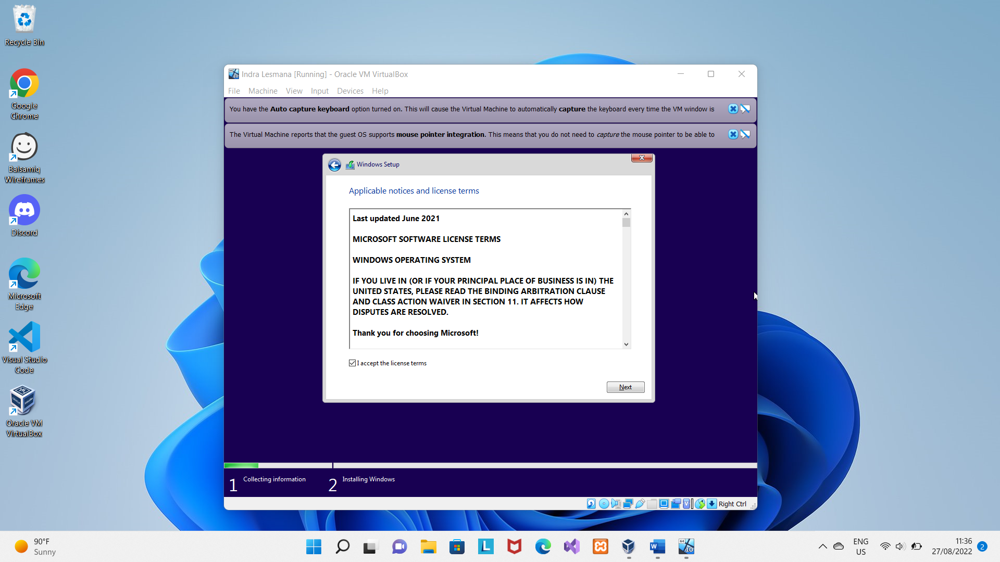 Recycle Bin
Google
Chrome
Balsamiq
Wireframes
Discord
Microsoft
Edge
Visual Studio
Code
Oracle VM
VirtualBox
Indra Lesmana [Running] - Oracle VM VirtualBox
File Machine View Input Devices Help
You have the Auto capture keyboard option turned on. This will cause the Virtual Machine to automatically capture the keyboard every time the VM window is
The Virtual Machine reports that the guest OS supports mouse pointer integration. This means that you do not need to capture the mouse pointer to be able to
Windows Setup
Applicable notices and license terms
Last updated June 2021
MICROSOFT SOFTWARE LICENSE TERMS
WINDOWS OPERATING SYSTEM
IF YOU LIVE IN (OR IF YOUR PRINCIPAL PLACE OF BUSINESS IS IN) THE
UNITED STATES, PLEASE READ THE BINDING ARBITRATION CLAUSE
AND CLASS ACTION WAIVER IN SECTION 11. IT AFFECTS HOW
DISPUTES ARE RESOLVED.
Thank you for choosing Microsoft!
I accept the license terms
Next
1 Collecting information 2 Installing Windows
Right Ctrl
90°F
Sunny
ENG
US
11:36
27/08/2022
2